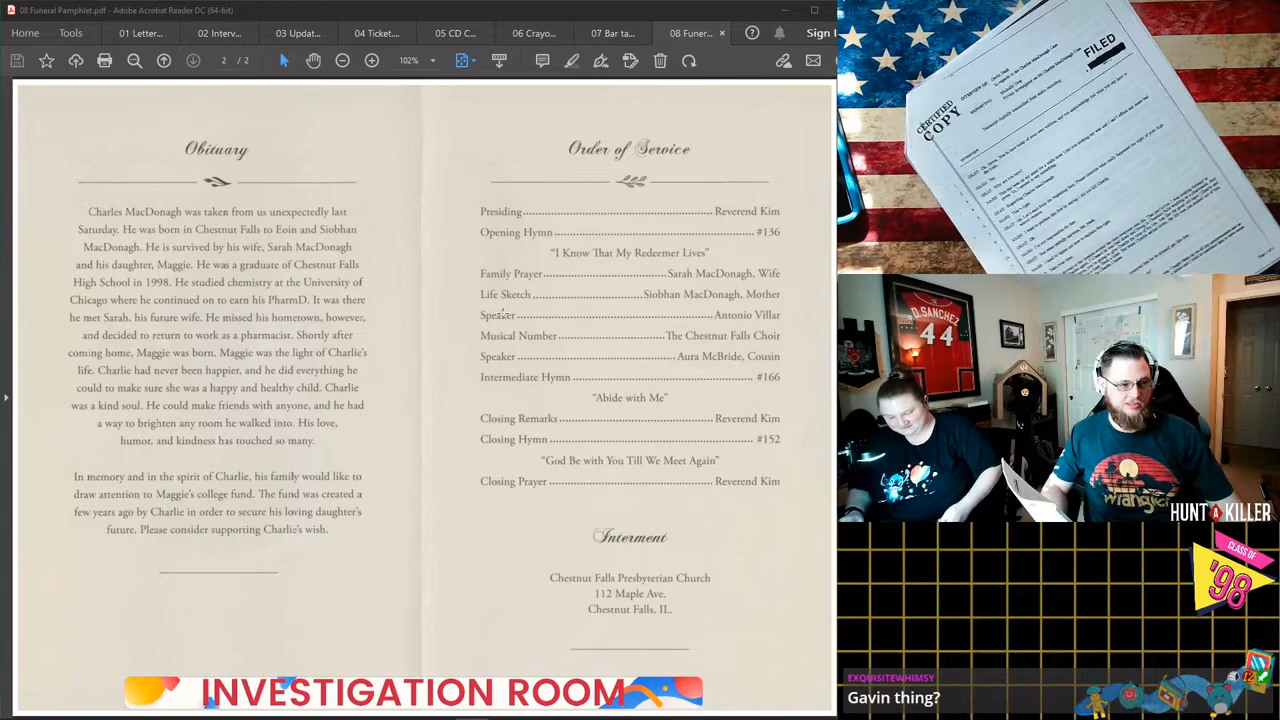 08 Funeral Pamphlet.pdf - Adobe Acrobat Reader DC (64-bit)
Home Tools 01 Letter... 02 Interv... 03 Updat... 04 Ticket... 05 CD C... 06 Crayo... 07 Bar ta... 08 Funer... × Sign I
2 / 2 102%
Obituary
Charles MacDonagh was taken from us unexpectedly last
Saturday. He was born in Chestnut Falls to Eoin and Siobhan
MacDonagh. He is survived by his wife, Sarah MacDonagh
and his daughter, Maggie. He was a graduate of Chestnut Falls
High School in 1998. He studied chemistry at the University of
Chicago where he continued on to earn his PharmD. It was there
he met Sarah, his future wife. He missed his hometown, however,
and decided to return to work as a pharmacist. Shortly after
coming home, Maggie was born. Maggie was the light of Charlie's
life. Charlie had never been happier, and he did everything he
could to make sure she was a happy and healthy child. Charlie
was a kind soul. He could make friends with anyone, and he had
a way to brighten any room he walked into. His love,
humor, and kindness has touched so many.
In memory and in the spirit of Charlie, his family would like to
draw attention to Maggie's college fund. The fund was created a
few years ago by Charlie in order to secure his loving daughter's
future. Please consider supporting Charlie's wish.
Order of Service
Presiding Reverend Kim
Opening Hymn #136
"I Know That My Redeemer Lives"
Family Prayer Sarah MacDonagh, Wife
Life Sketch Siobhan MacDonagh, Mother
Speaker Antonio Villar
Musical Number The Chestnut Falls Choir
Speaker Aura McBride, Cousin
Intermediate Hymn #166
"Abide with Me"
Closing Remarks Reverend Kim
Closing Hymn #152
"God Be with You Till We Meet Again"
Closing Prayer Reverend Kim
Interment
Chestnut Falls Presbyterian Church
112 Maple Ave.
Chestnut Falls, IL.
INVESTIGATION ROOM
CERTIFIED
COPY
FILED
INTERVIEW OF:
REPORTING:
D.SANCHEZ
44
Wrangler
HUNT A KILLER
CLASS OF
'98
EXQUISITEWHIMSY
Gavin thing?